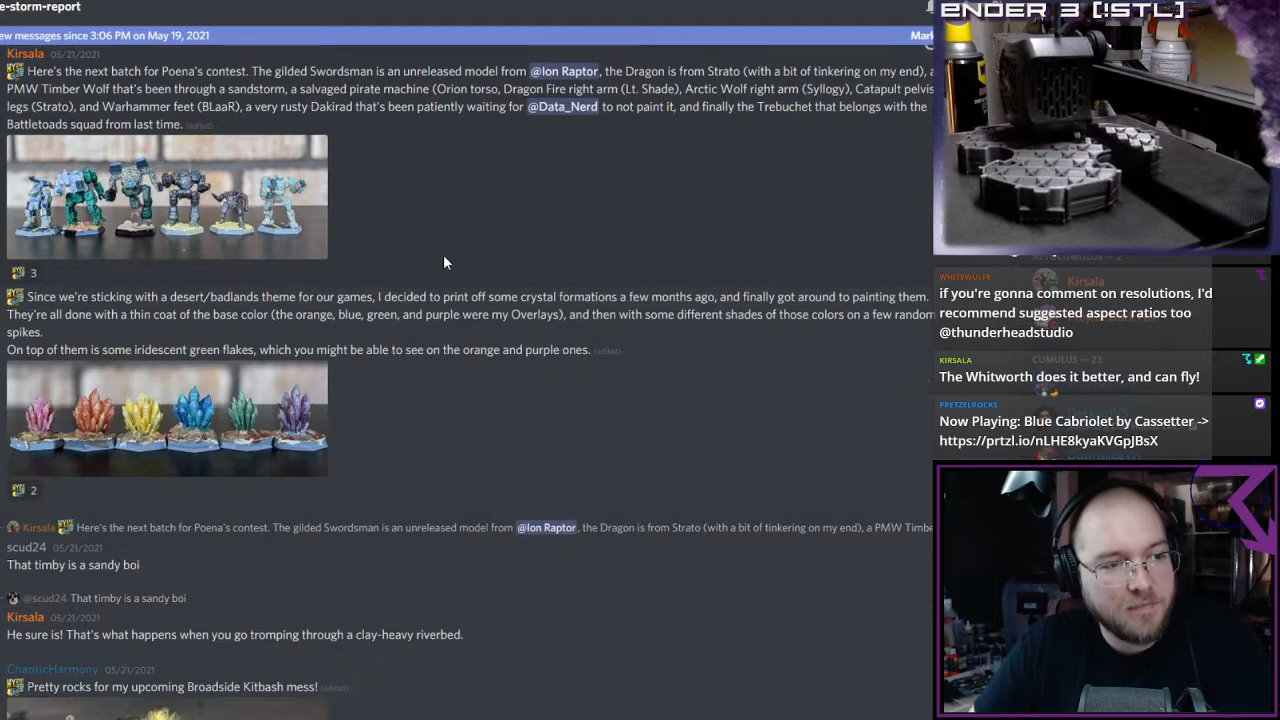 e-storm-report
ew messages since 3:06 PM on May 19, 2021
Mark
Kirsala 05/21/2021
Here's the next batch for Poena's contest. The gilded Swordsman is an unreleased model from @Ion Raptor, the Dragon is from Strato (with a bit of tinkering on my end), a
PMW Timber Wolf that's been through a sandstorm, a salvaged pirate machine (Orion torso, Dragon Fire right arm (Lt. Shade), Arctic Wolf right arm (Syllogy), Catapult pelvis
legs (Strato), and Warhammer feet (BLaaR), a very rusty Dakirad that's been patiently waiting for @Data_Nerd to not paint it, and finally the Trebuchet that belongs with the
Battletoads squad from last time. (edited)
3
Since we're sticking with a desert/badlands theme for our games, I decided to print off some crystal formations a few months ago, and finally got around to painting them.
They're all done with a thin coat of the base color (the orange, blue, green, and purple were my Overlays), and then with some different shades of those colors on a few random
spikes.
On top of them is some iridescent green flakes, which you might be able to see on the orange and purple ones. (edited)
2
Kirsala Here's the next batch for Poena's contest. The gilded Swordsman is an unreleased model from @Ion Raptor, the Dragon is from Strato (with a bit of tinkering on my end), a PMW Timbe
scud24 05/21/2021
That timby is a sandy boi
@scud24 That timby is a sandy boi
Kirsala 05/21/2021
He sure is! That's what happens when you go tromping through a clay-heavy riverbed.
ChaoticHarmony 05/21/2021
Pretty rocks for my upcoming Broadside Kitbash mess! (edited)
ENDER 3 [!STL]
ALTOCUMULUS — 2
Kirsala
WHITEWULFE
if you're gonna comment on resolutions, I'd
recommend suggested aspect ratios too
@thunderheadstudio
CUMULUS — 23
KIRSALA
The Whitworth does it better, and can fly!
PRETZELROCKS
Now Playing: Blue Cabriolet by Cassetter ->
https://prtzl.io/nLHE8kyaKVGpJBsX